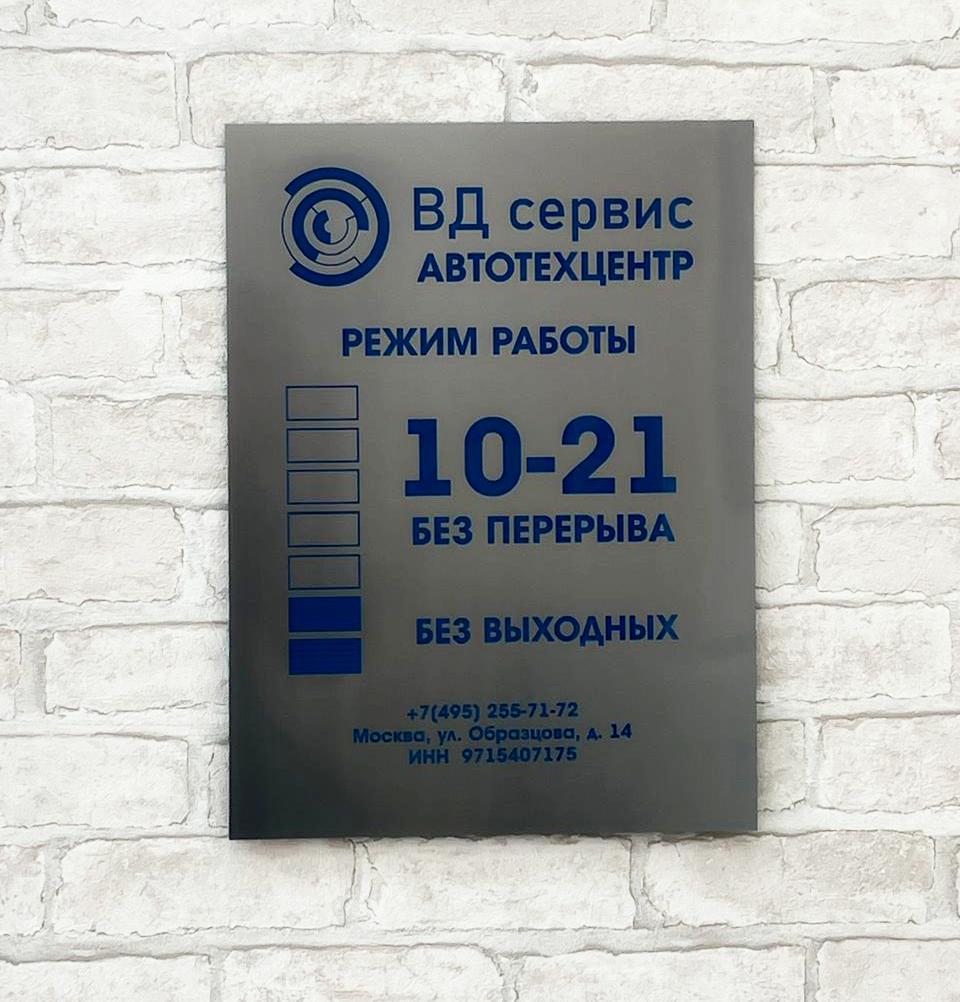 ВД сервис
АВТОТЕХЦЕНТР
РЕЖИМ РАБОТЫ
10-21
БЕЗ ПЕРЕРЫВА
БЕЗ ВЫХОДНЫХ
+7(495) 255-71-72
Москва, ул. Образцова, д. 14
ИНН 9715407175